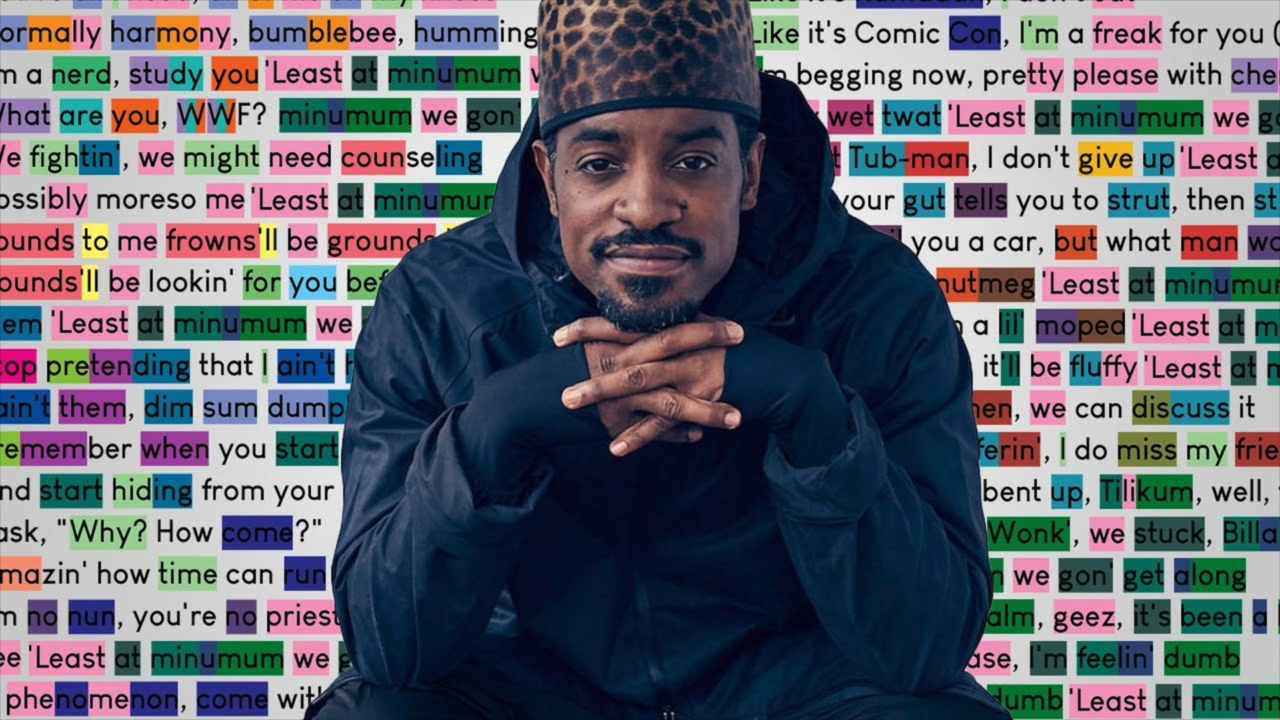 ormally harmony, bumblebee, humming
m a nerd, study you 'Least at minumum
What are you, WWF? minumum we gon'
We fightin', we might need counseling
ossibly moreso me 'Least at minumum
ounds to me frowns'll be grounds
ounds'll be lookin' for you bef
em 'Least at minumum we
top pretending that I ain't h
ain't them, dim sum dump
remember when you start
nd start hiding from your
ask, "Why? How come?"
mazin' how time can run
m no nun, you're no priest
ee 'Least at minumum we g
phenomenon, come with
Like it's Comic Con, I'm a freak for you (
m begging now, pretty please with che
wet twat 'Least at minumum we go
t Tub-man, I don't give up 'Least a
your gut tells you to strut, then st
you a car, but what man wo
nutmeg 'Least at minumum
a lil' moped 'Least at m
it'll be fluffy 'Least at m
hen, we can discuss it
ferin', I do miss my frie
bent up, Tilikum, well,
Wonk', we stuck, Billa
we gon' get along
alm, geez, it's been a
ase, I'm feelin' dumb
dumb 'Least at minum